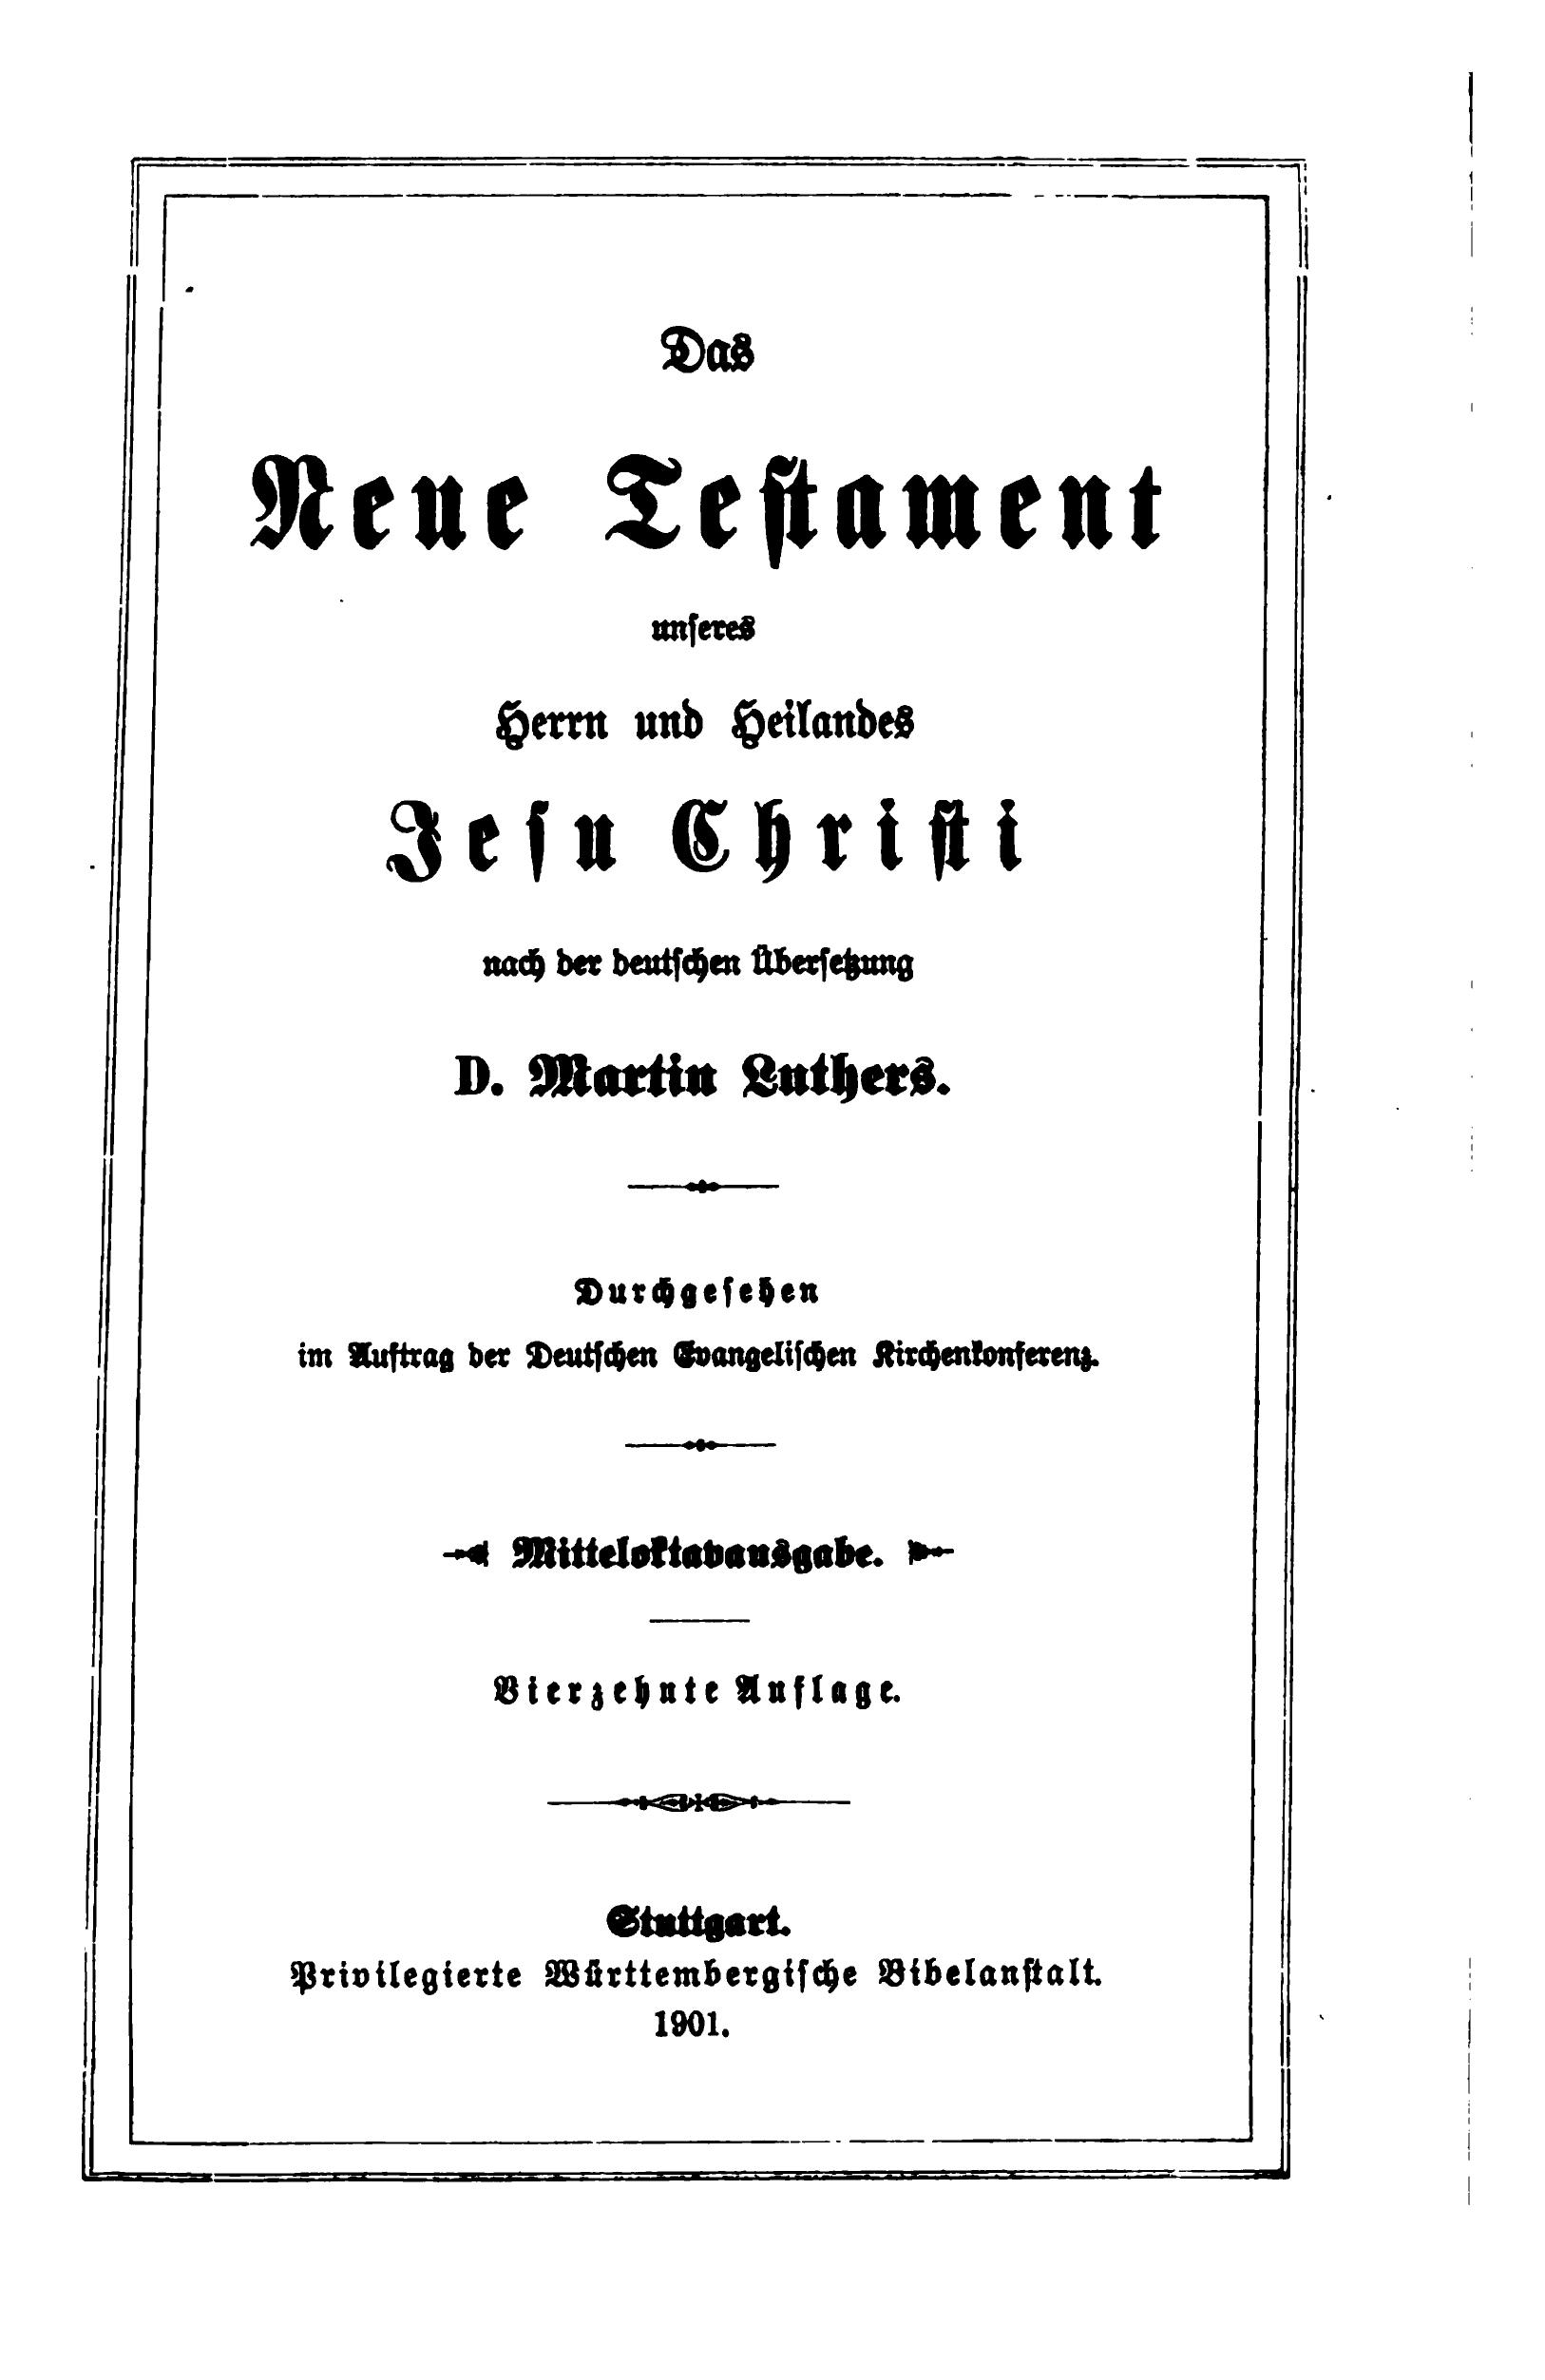 Das
Neue Testament
unseres
Herrn und Heilandes
Jesu Christi
nach der deutschen Übersetzung
D. Martin Luthers.
Durchgesehen
im Auftrag der Deutschen Evangelischen Kirchenkonferenz.
Mitteloktavausgabe.
Vierzehnte Auflage.
Stuttgart.
Privilegierte Württembergische Bibelanstalt.
1901.